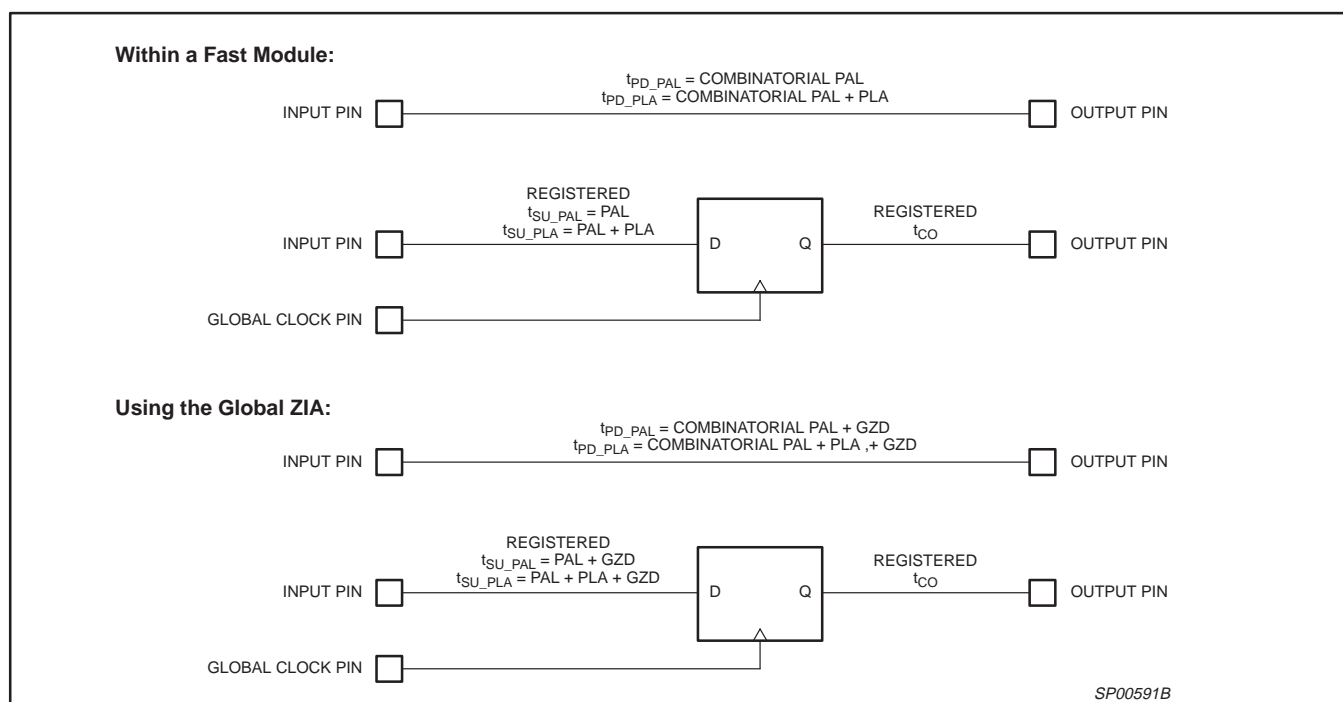 Within a Fast Module:
tPD_PAL = COMBINATORIAL PAL
tPD_PLA = COMBINATORIAL PAL + PLA
INPUT PIN
OUTPUT PIN
REGISTERED
tSU_PAL = PAL
tSU_PLA = PAL + PLA
REGISTERED
tCO
INPUT PIN
D
Q
OUTPUT PIN
GLOBAL CLOCK PIN
Using the Global ZIA:
tPD_PAL = COMBINATORIAL PAL + GZD
tPD_PLA = COMBINATORIAL PAL + PLA ,+ GZD
INPUT PIN
OUTPUT PIN
REGISTERED
tSU_PAL = PAL + GZD
tSU_PLA = PAL + PLA + GZD
REGISTERED
tCO
INPUT PIN
D
Q
OUTPUT PIN
GLOBAL CLOCK PIN
SP00591B